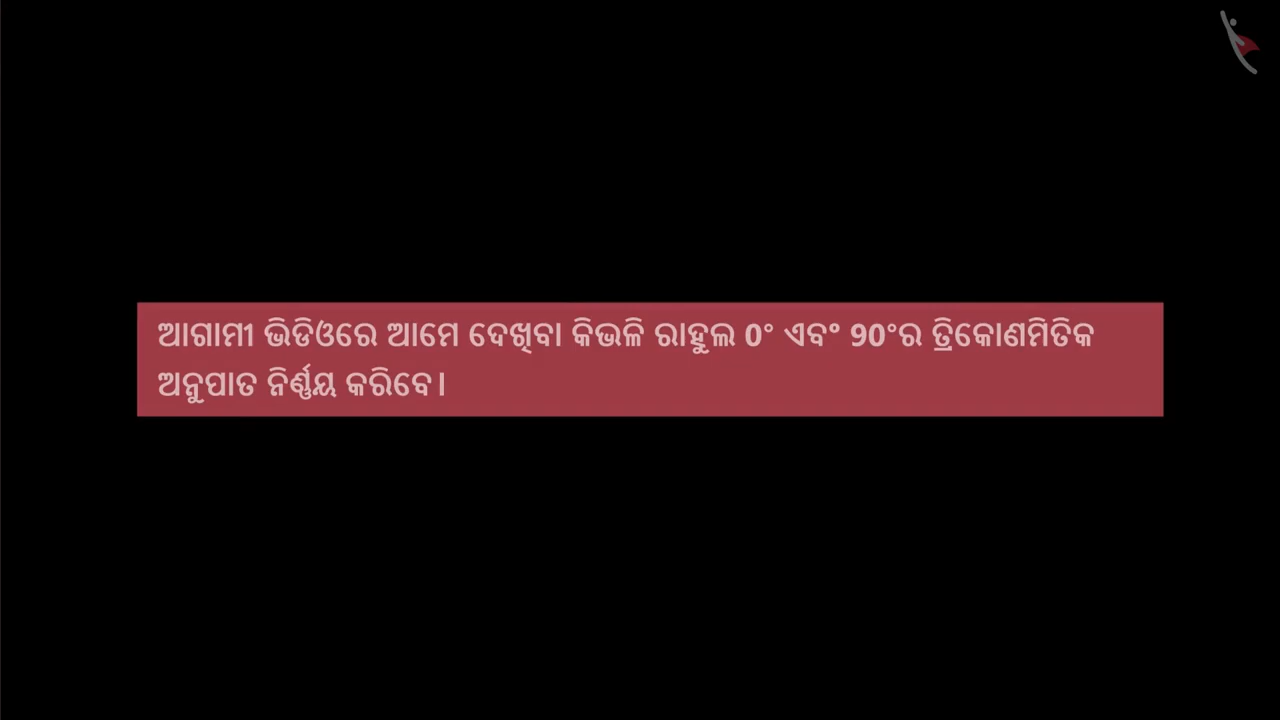 ଆଗାମୀ ଭିଡିଓରେ ଆମେ ଦେଖିବା କିଭଳି ରାହୁଲ 0° ଏବଂ 90°ର ତ୍ରିକୋଣମିତିକ
ଅନୁପାତ ନିର୍ଣ୍ଣୟ କରିବେ।